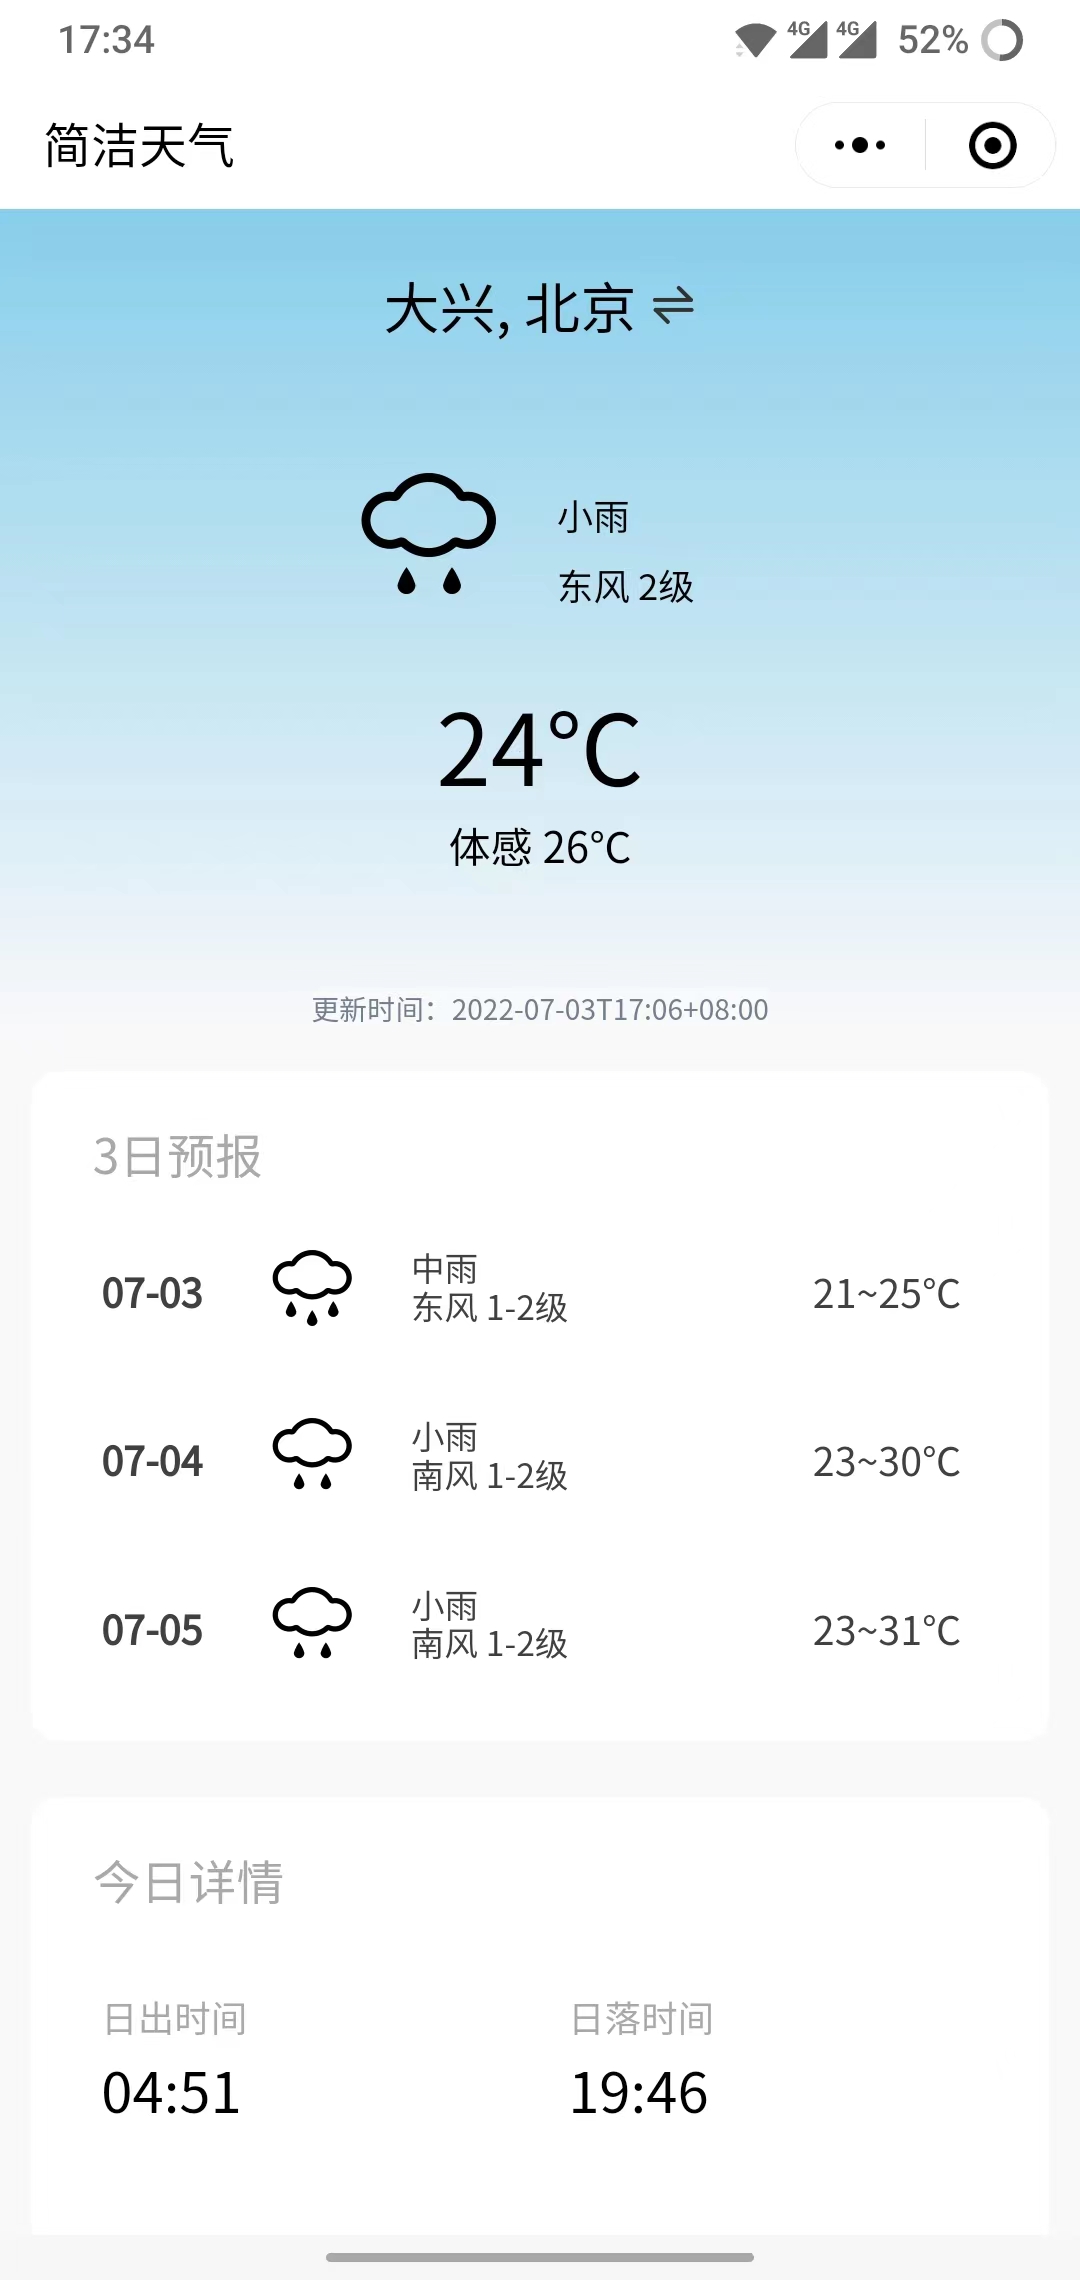 17:34
4G 4G 52%
简洁天气
大兴, 北京
小雨
东风 2级
24°C
体感 26°C
更新时间：2022-07-03T17:06+08:00
3日预报
07-03
中雨
东风 1-2级
21~25°C
07-04
小雨
南风 1-2级
23~30°C
07-05
小雨
南风 1-2级
23~31°C
今日详情
日出时间 日落时间
04:51 19:46